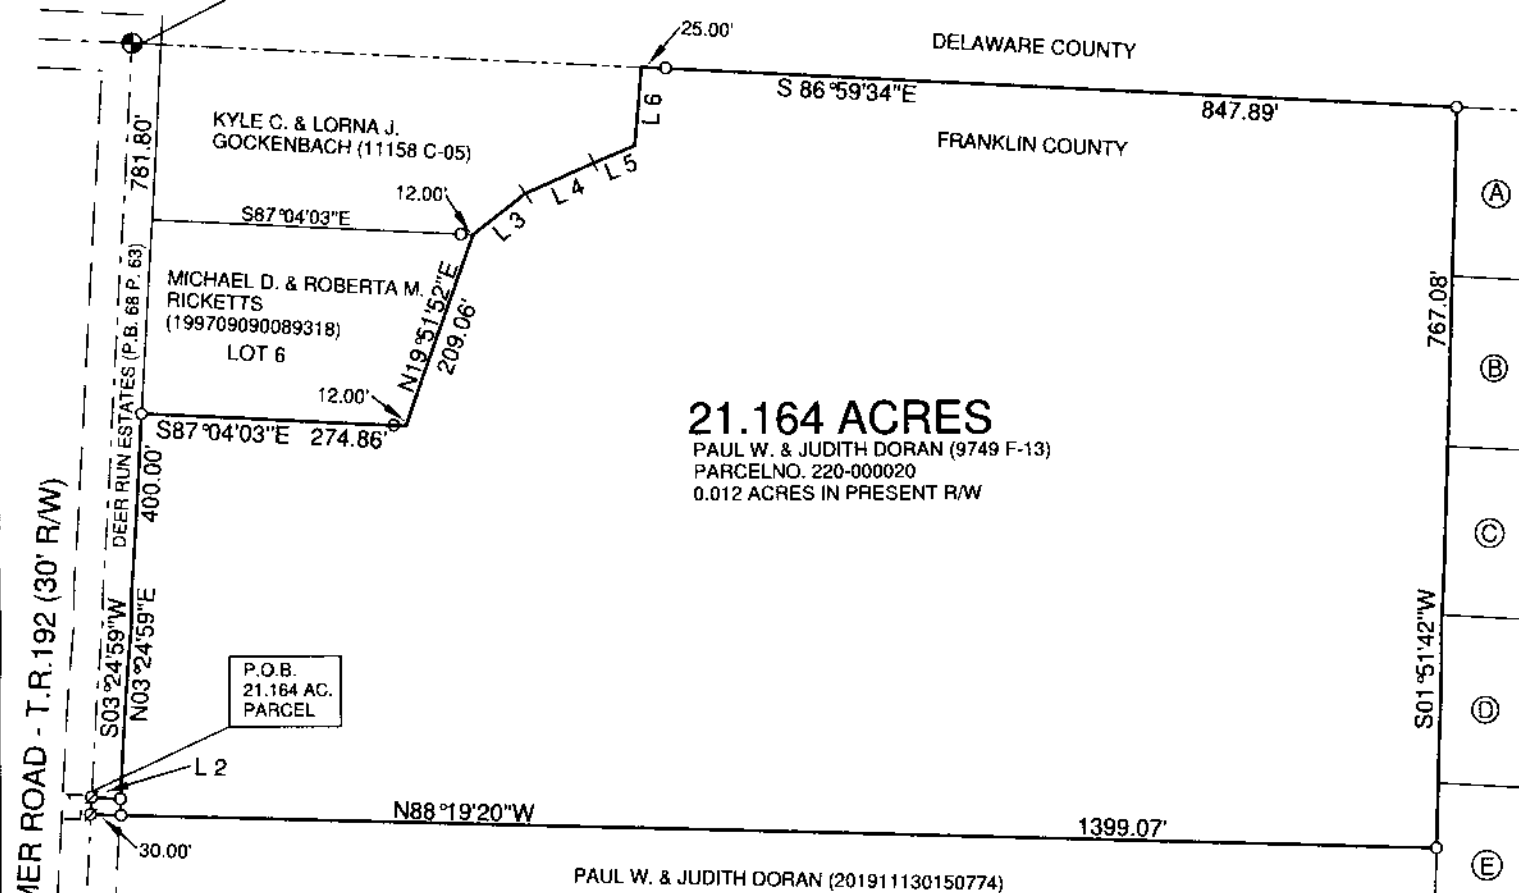 25.00'
DELAWARE COUNTY
S 86°59'34"E
847.89'
FRANKLIN COUNTY
L 6
KYLE C. & LORNA J.
GOCKENBACH (11158 C-05)
781.80'
L 5
L 4
L 3
12.00'
S87°04'03"E
A
MICHAEL D. & ROBERTA M.
RICKETTS
(199709090089318)
LOT 6
N19°51'52"E
209.06'
767.08'
B
12.00'
S87°04'03"E 274.86'
DEER RUN ESTATES (P.B. 68 P. 63)
400.00'
21.164 ACRES
PAUL W. & JUDITH DORAN (9749 F-13)
PARCELNO. 220-000020
0.012 ACRES IN PRESENT R/W
C
S03°24'59"W
N03°24'59"E
S01°51'42"W
P.O.B.
21.164 AC.
PARCEL
D
L 2
MER ROAD - T.R.192 (30' R/W)
N88°19'20"W
1399.07'
30.00'
E
PAUL W. & JUDITH DORAN (201911130150774)